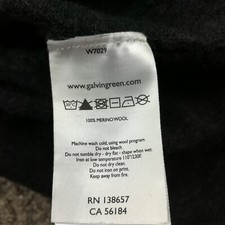 W7029
www.galvingreen.com
100% MERINO WOOL
Machine wash cold, using wool program
Do not bleach
Do not tumble dry - dry flat - shape when wet.
Iron at low temperature 110°/230F.
Do not dry clean.
Do not iron on print.
Keep away from fire.
RN 138657
CA 56184